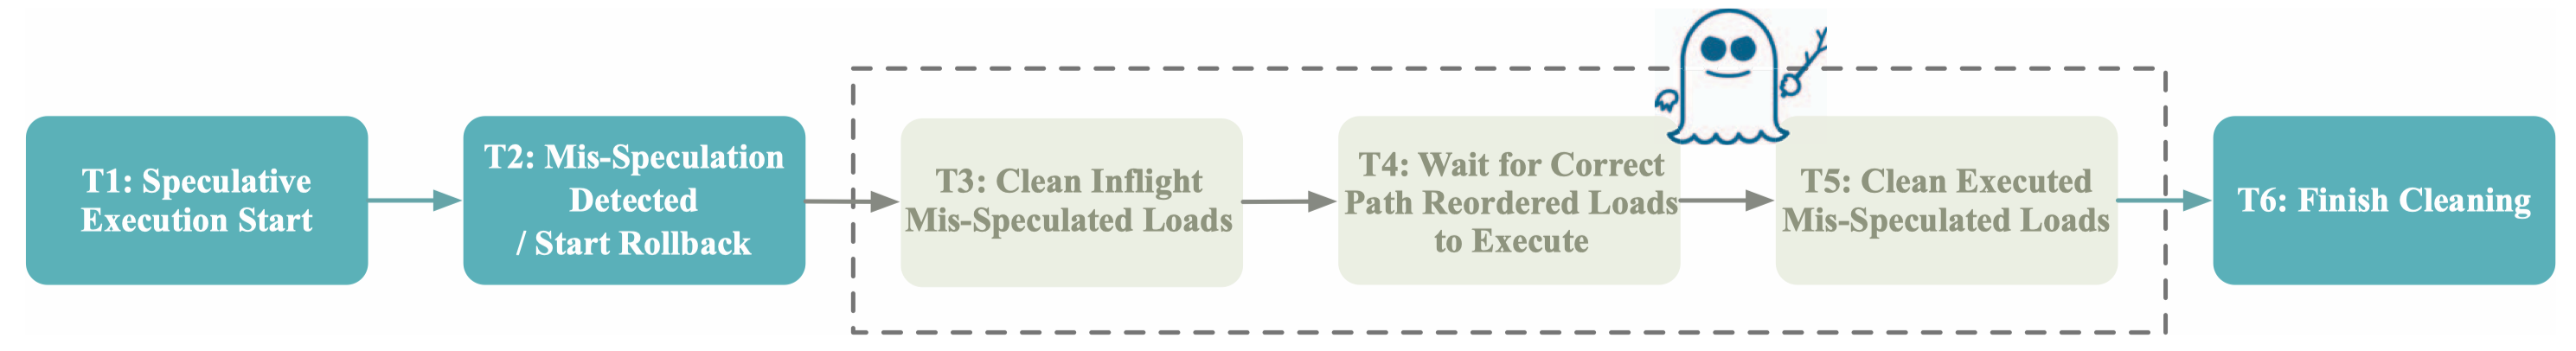 T1: Speculative
Execution Start
T2: Mis-Speculation
Detected
/ Start Rollback
T3: Clean Inflight
Mis-Speculated Loads
T4: Wait for Correct
Path Reordered Loads
to Execute
T5: Clean Executed
Mis-Speculated Loads
T6: Finish Cleaning